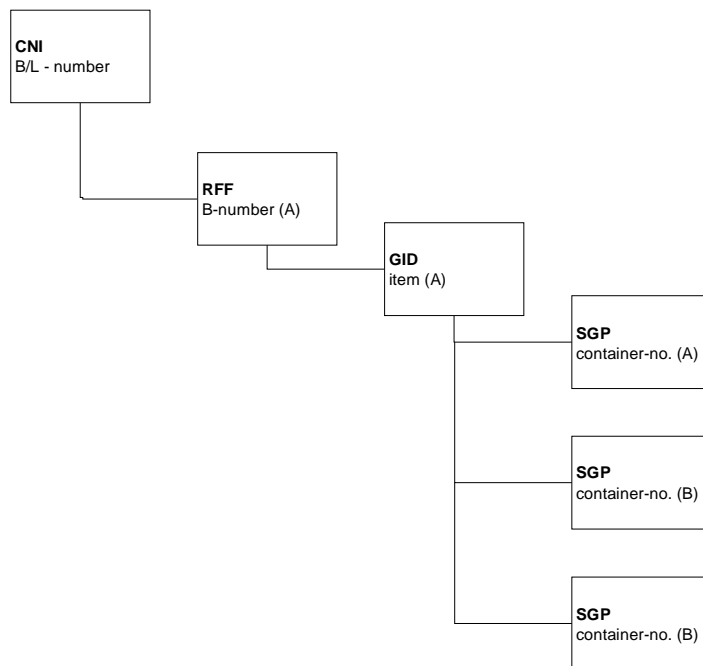 CNI
B/L - number
RFF
B-number (A)
GID
item (A)
SGP
container-no. (A)
SGP
container-no. (B)
SGP
container-no. (B)